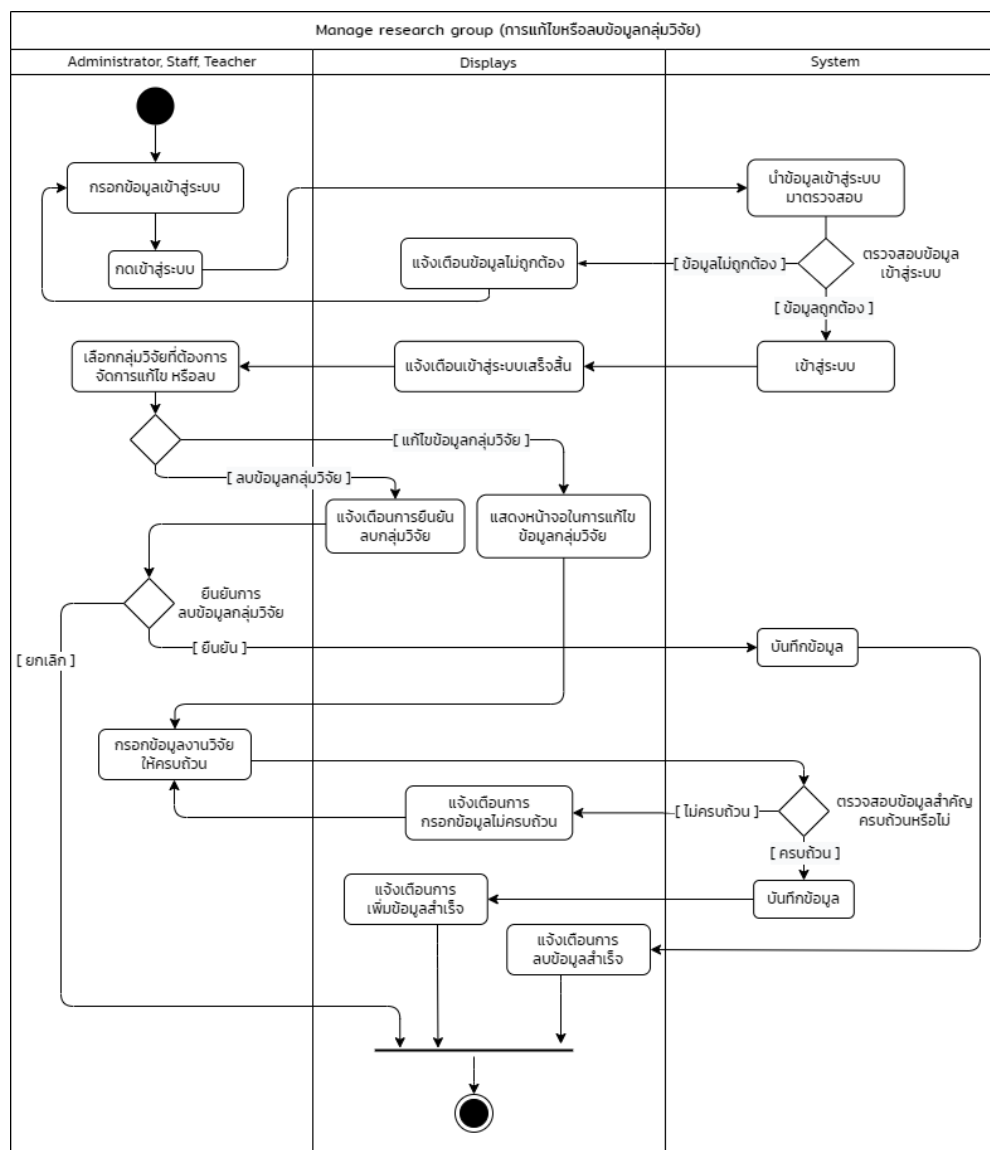 Manage research group (การแก้ไขหรือลบข้อมูลกลุ่มวิจัย)
Administrator, Staff, Teacher
Displays
System
กรอกข้อมูลเข้าสู่ระบบ
นำข้อมูลเข้าสู่ระบบ
มาตรวจสอบ
กดเข้าสู่ระบบ
แจ้งเตือนข้อมูลไม่ถูกต้อง
[ ข้อมูลไม่ถูกต้อง ]
ตรวจสอบข้อมูล
เข้าสู่ระบบ
[ ข้อมูลถูกต้อง ]
เลือกกลุ่มวิจัยที่ต้องการ
จัดการแก้ไข หรือลบ
แจ้งเตือนเข้าสู่ระบบเสร็จสิ้น
เข้าสู่ระบบ
[ แก้ไขข้อมูลกลุ่มวิจัย ]
[ ลบข้อมูลกลุ่มวิจัย ]
แจ้งเตือนการยืนยัน
ลบกลุ่มวิจัย
แสดงหน้าจอในการแก้ไข
ข้อมูลกลุ่มวิจัย
ยืนยันการ
ลบข้อมูลกลุ่มวิจัย
[ ยกเลิก ]
[ ยืนยัน ]
บันทึกข้อมูล
กรอกข้อมูลงานวิจัย
ให้ครบถ้วน
แจ้งเตือนการ
กรอกข้อมูลไม่ครบถ้วน
[ ไม่ครบถ้วน ]
ตรวจสอบข้อมูลสำคัญ
ครบถ้วนหรือไม่
[ ครบถ้วน ]
แจ้งเตือนการ
เพิ่มข้อมูลสำเร็จ
บันทึกข้อมูล
แจ้งเตือนการ
ลบข้อมูลสำเร็จ